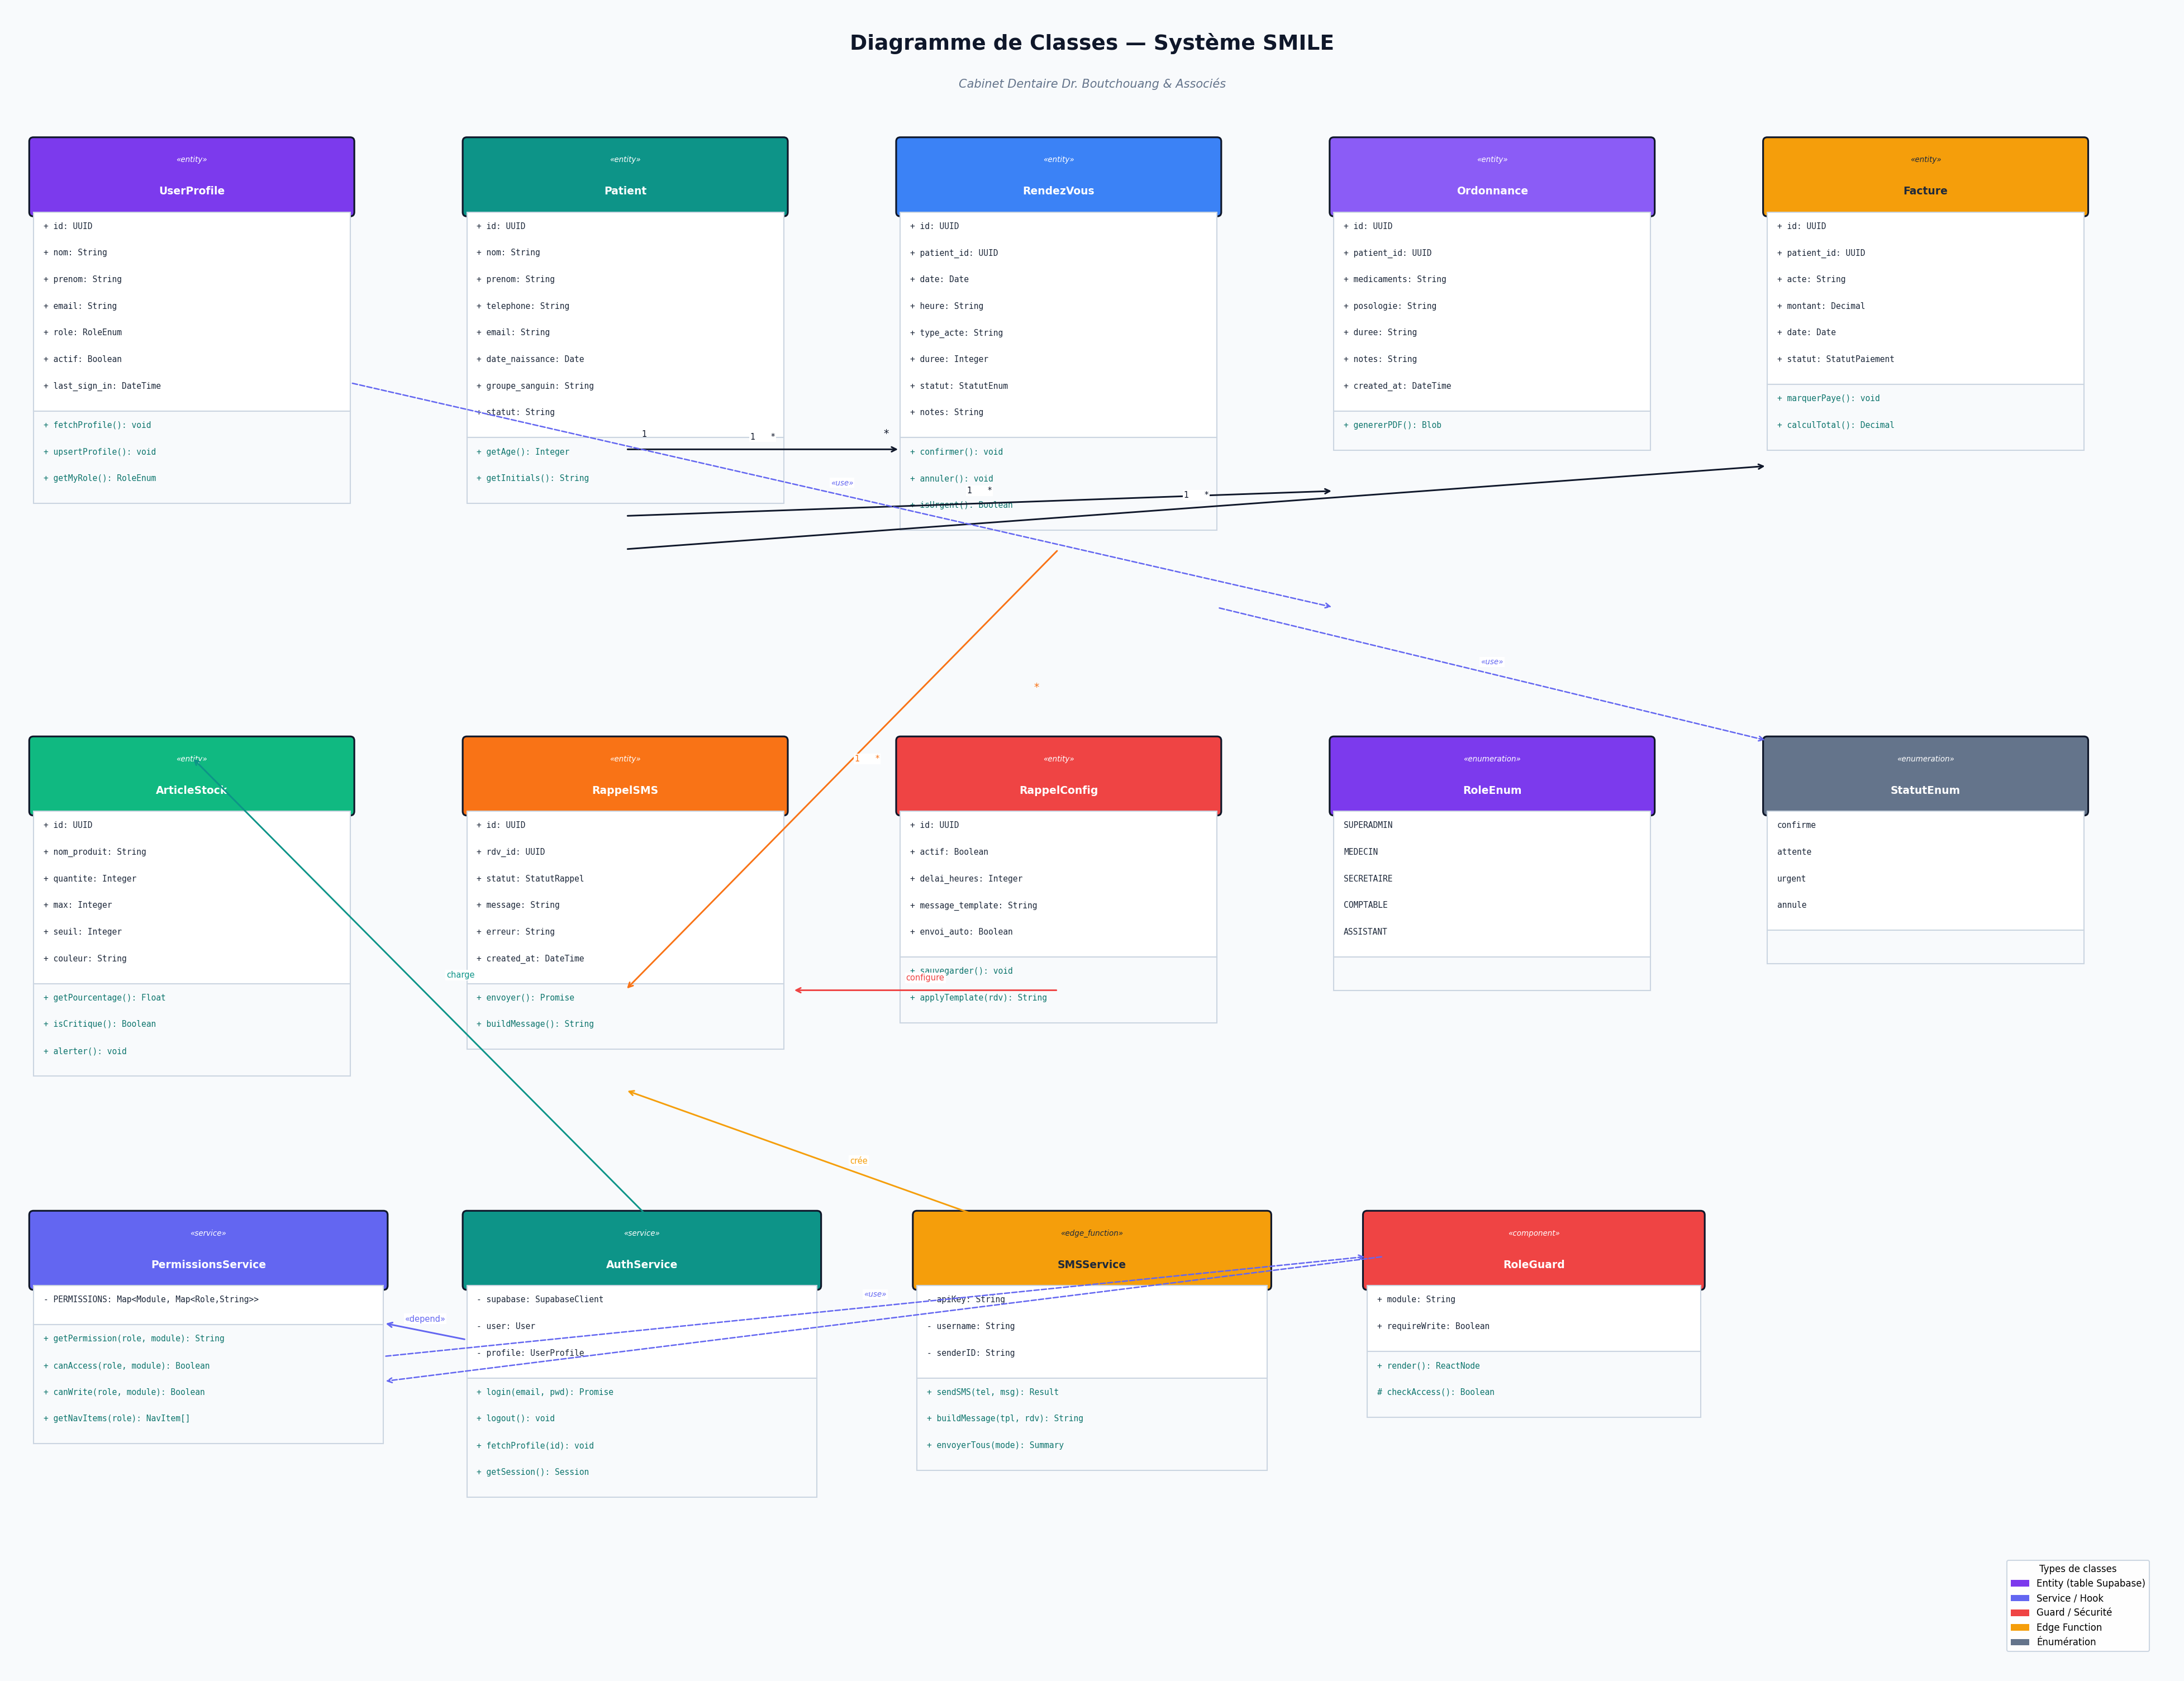 Diagramme de Classes — Système SMILE
Cabinet Dentaire Dr. Boutchouang & Associés
«entity»
UserProfile
+ id: UUID
+ nom: String
+ prenom: String
+ email: String
+ role: RoleEnum
+ actif: Boolean
+ last_sign_in: DateTime
+ fetchProfile(): void
+ upsertProfile(): void
+ getMyRole(): RoleEnum
«entity»
Patient
+ id: UUID
+ nom: String
+ prenom: String
+ telephone: String
+ email: String
+ date_naissance: Date
+ groupe_sanguin: String
+ statut: String
+ getAge(): Integer
+ getInitials(): String
«entity»
RendezVous
+ id: UUID
+ patient_id: UUID
+ date: Date
+ heure: String
+ type_acte: String
+ duree: Integer
+ statut: StatutEnum
+ notes: String
+ confirmer(): void
+ annuler(): void
+ isUrgent(): Boolean
«entity»
Ordonnance
+ id: UUID
+ patient_id: UUID
+ medicaments: String
+ posologie: String
+ duree: String
+ notes: String
+ created_at: DateTime
+ genererPDF(): Blob
«entity»
Facture
+ id: UUID
+ patient_id: UUID
+ acte: String
+ montant: Decimal
+ date: Date
+ statut: StatutPaiement
+ marquerPaye(): void
+ calculTotal(): Decimal
1
1 *
*
«use»
1 *
1 *
«use»
*
1 *
«entity»
ArticleStock
+ id: UUID
+ nom_produit: String
+ quantite: Integer
+ max: Integer
+ seuil: Integer
+ couleur: String
+ getPourcentage(): Float
+ isCritique(): Boolean
+ alerter(): void
«entity»
RappelSMS
+ id: UUID
+ rdv_id: UUID
+ statut: StatutRappel
+ message: String
+ erreur: String
+ created_at: DateTime
+ envoyer(): Promise
+ buildMessage(): String
«entity»
RappelConfig
+ id: UUID
+ actif: Boolean
+ delai_heures: Integer
+ message_template: String
+ envoi_auto: Boolean
+ sauvegarder(): void
+ applyTemplate(rdv): String
«enumeration»
RoleEnum
SUPERADMIN
MEDECIN
SECRETAIRE
COMPTABLE
ASSISTANT
«enumeration»
StatutEnum
confirme
attente
urgent
annule
charge
configure
crée
«service»
PermissionsService
- PERMISSIONS: Map<Module, Map<Role,String>>
+ getPermission(role, module): String
+ canAccess(role, module): Boolean
+ canWrite(role, module): Boolean
+ getNavItems(role): NavItem[]
«depend»
«service»
AuthService
- supabase: SupabaseClient
- user: User
- profile: UserProfile
+ login(email, pwd): Promise
+ logout(): void
+ fetchProfile(id): void
+ getSession(): Session
«use»
«edge_function»
SMSService
- apiKey: String
- username: String
- senderID: String
+ sendSMS(tel, msg): Result
+ buildMessage(tpl, rdv): String
+ envoyerTous(mode): Summary
«component»
RoleGuard
+ module: String
+ requireWrite: Boolean
+ render(): ReactNode
# checkAccess(): Boolean
Types de classes
Entity (table Supabase)
Service / Hook
Guard / Sécurité
Edge Function
Énumération